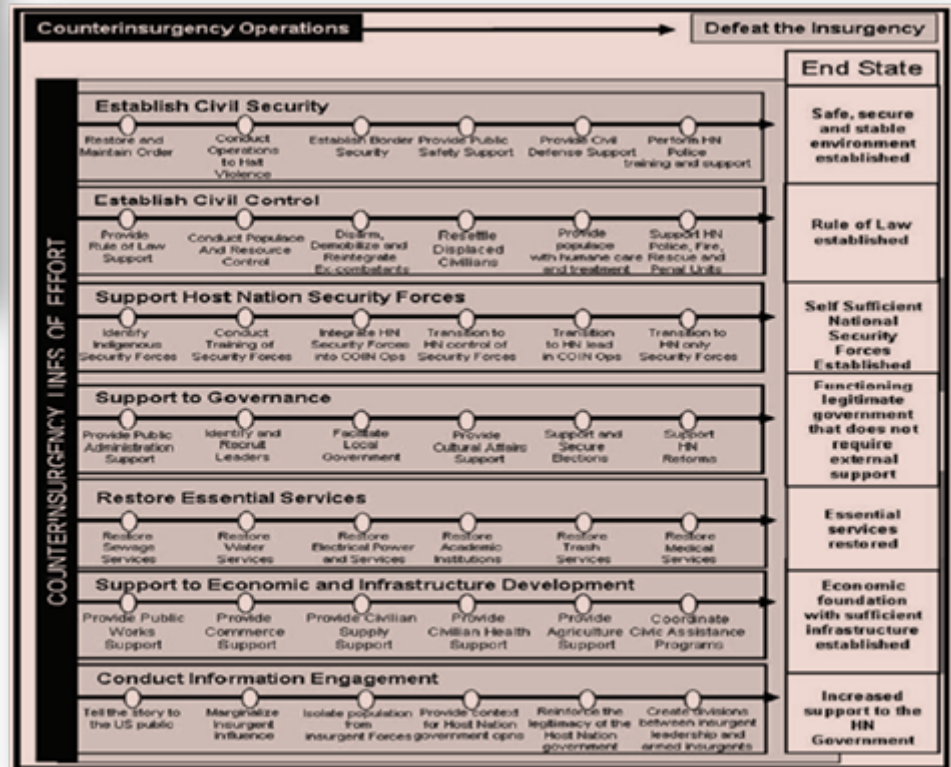 Counterinsurgency Operations
Defeat the Insurgency
End State
COUNTERINSURGENCY LINES OF EFFORT
Establish Civil Security
Restore and
Maintain Order
Conduct
Operations
to Halt
Violence
Establish Border
Security
Provide Public
Safety Support
Provide Civil
Defense Support
Perform HN
Police
training and support
Safe, secure
and stable
environment
established
Establish Civil Control
Provide
Rule of Law
Support
Conduct Populace
And Resource
Control
Disarm,
Demobilize and
Reintegrate
Ex-combatants
Resettle
Displaced
Civilians
Provide
populace
with humane care
and treatment
Support HN
Police, Fire,
Rescue and
Penal Units
Rule of Law
established
Support Host Nation Security Forces
Identify
Indigenous
Security Forces
Conduct
Training of
Security Forces
Integrate HN
Security Forces
into COIN Ops
Transition to
HN control of
Security Forces
Transition
to HN lead
in COIN Ops
Transition to
HN only
Security Forces
Self Sufficient
National
Security
Forces
Established
Support to Governance
Provide Public
Administration
Support
Identify and
Recruit
Leaders
Facilitate
Local
Government
Provide
Cultural Affairs
Support
Support and
Secure
Elections
Support
HN
Reforms
Functioning
legitimate
government
that does not
require
external
support
Restore Essential Services
Restore
Sewage
Services
Restore
Water
Services
Restore
Electrical Power
and Services
Restore
Academic
Institutions
Restore
Trash
Services
Restore
Medical
Services
Essential
services
restored
Support to Economic and Infrastructure Development
Provide Public
Works
Support
Provide
Commerce
Support
Provide Civilian
Supply
Support
Provide
Civilian Health
Support
Provide
Agriculture
Support
Coordinate
Civic Assistance
Programs
Economic
foundation
with sufficient
infrastructure
established
Conduct Information Engagement
Tell the story to
the US public
Marginalize
Insurgent
Influence
Isolate population
from
insurgent Forces
Provide context
for Host Nation
government opns
Reinforce the
legitimacy of the
Host Nation
government
Create divisions
between insurgent
leadership and
armed insurgents
Increased
support to the
HN
Government